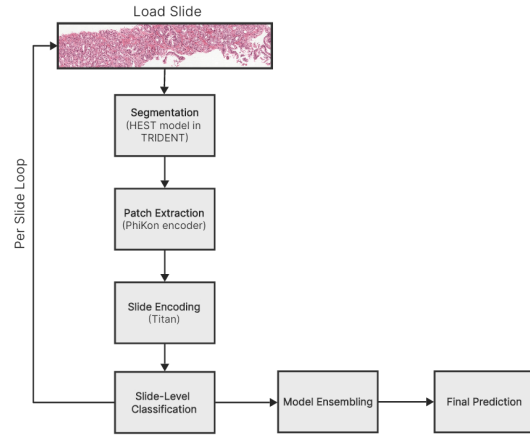 Load Slide
Segmentation
(HEST model in
TRIDENT)
Per Slide Loop
Patch Extraction
(PhiKon encoder)
Slide Encoding
(Titan)
Slide-Level
Classification
Model Ensembling
Final Prediction